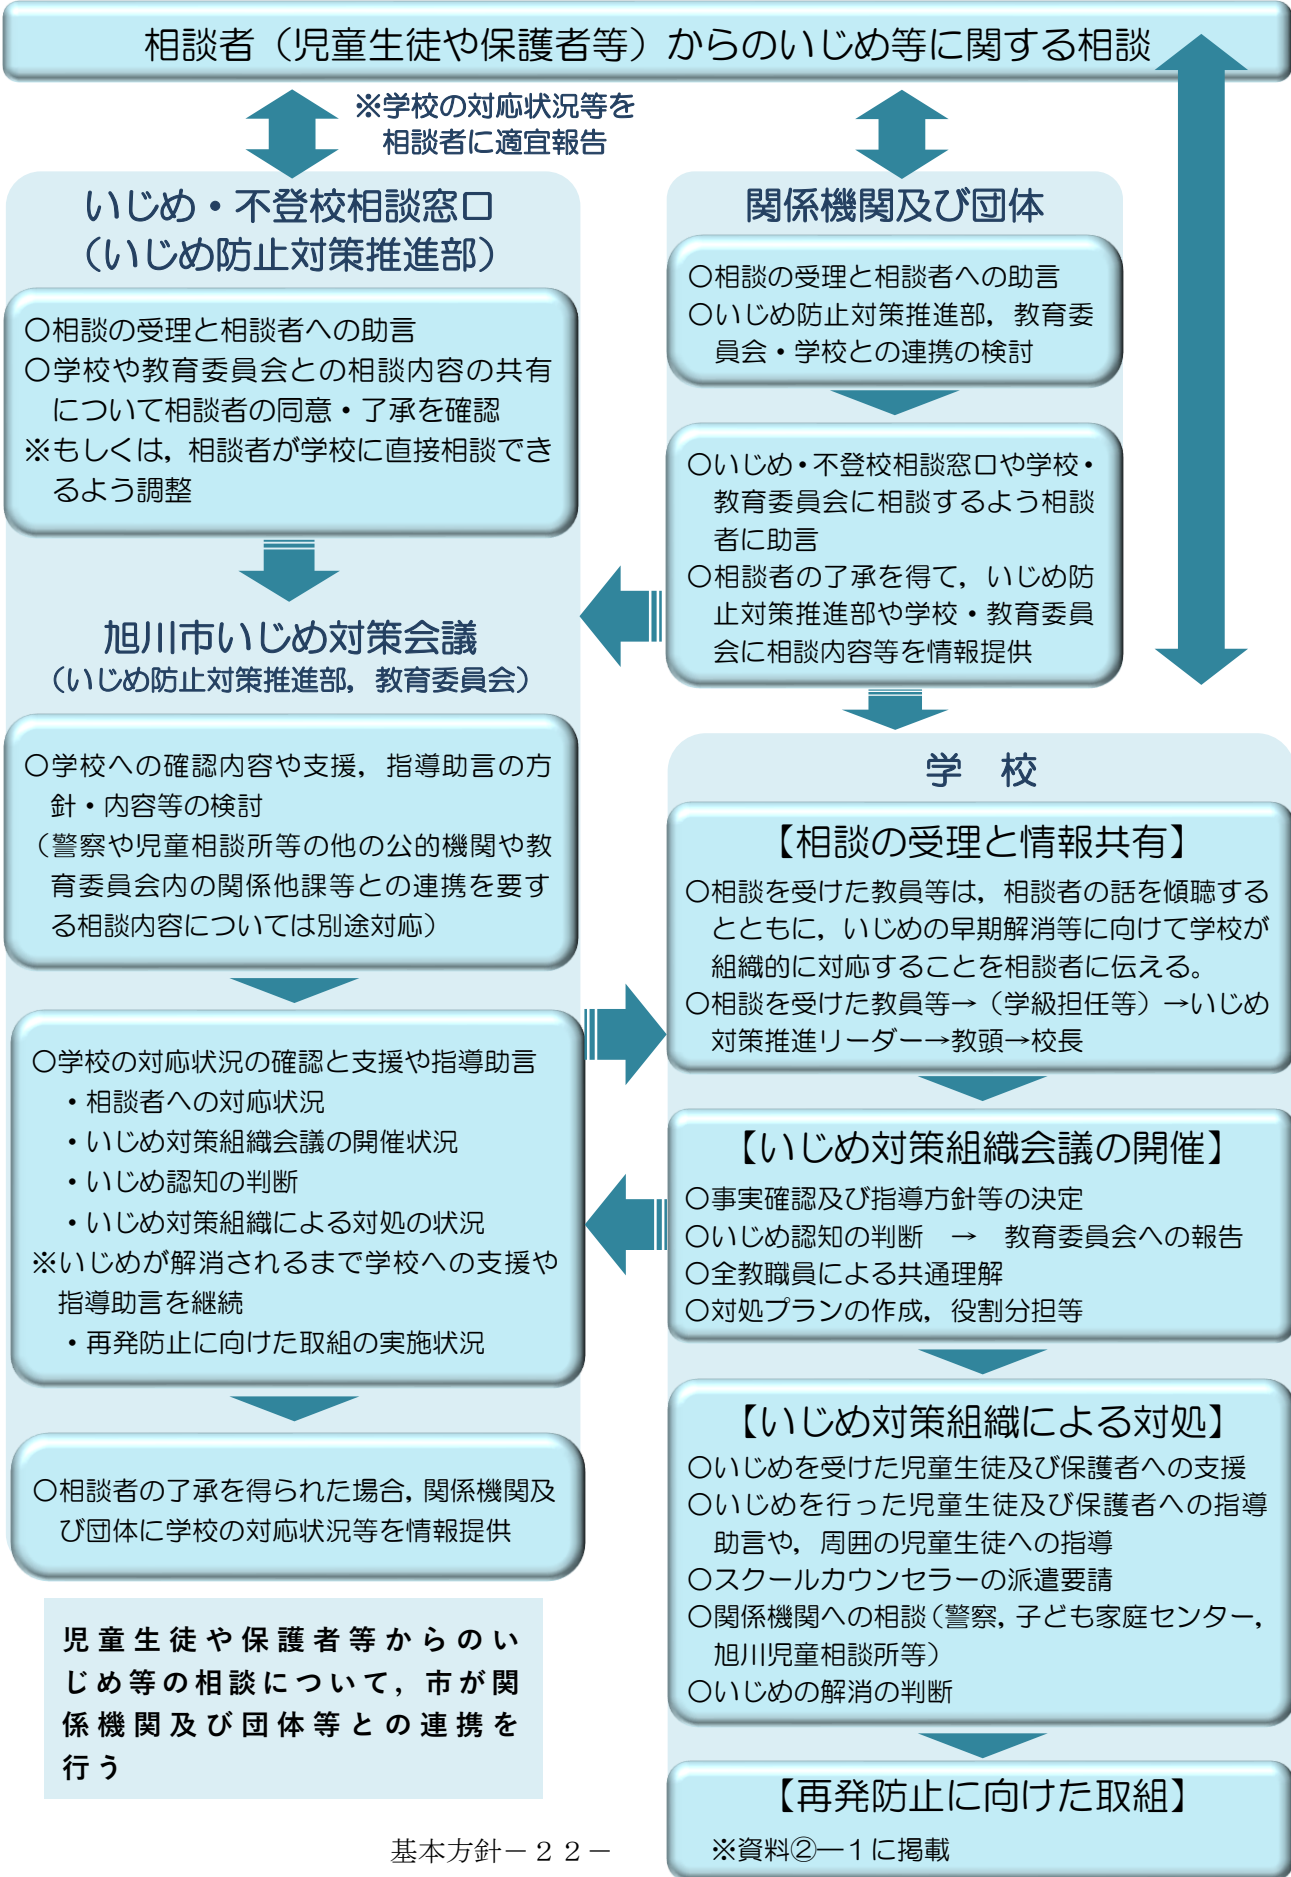 相談者（児童生徒や保護者等）からのいじめ等に関する相談
※学校の対応状況等を
相談者に適宜報告
いじめ・不登校相談窓口
（いじめ防止対策推進部）
〇相談の受理と相談者への助言
〇学校や教育委員会との相談内容の共有
について相談者の同意・了承を確認
※もしくは，相談者が学校に直接相談でき
るよう調整
旭川市いじめ対策会議
（いじめ防止対策推進部，教育委員会）
〇学校への確認内容や支援，指導助言の方
針・内容等の検討
（警察や児童相談所等の他の公的機関や教
育委員会内の関係他課等との連携を要す
る相談内容については別途対応）
〇学校の対応状況の確認と支援や指導助言
・相談者への対応状況
・いじめ対策組織会議の開催状況
・いじめ認知の判断
・いじめ対策組織による対処の状況
※いじめが解消されるまで学校への支援や
指導助言を継続
・再発防止に向けた取組の実施状況
〇相談者の了承を得られた場合，関係機関及
び団体に学校の対応状況等を情報提供
児童生徒や保護者等からのい
じめ等の相談について，市が関
係機関及び団体等との連携を
行う
関係機関及び団体
〇相談の受理と相談者への助言
〇いじめ防止対策推進部，教育委
員会・学校との連携の検討
〇いじめ・不登校相談窓口や学校・
教育委員会に相談するよう相談
者に助言
〇相談者の了承を得て，いじめ防
止対策推進部や学校・教育委員
会に相談内容等を情報提供
学　校
【相談の受理と情報共有】
〇相談を受けた教員等は，相談者の話を傾聴する
とともに，いじめの早期解消等に向けて学校が
組織的に対応することを相談者に伝える。
〇相談を受けた教員等→（学級担任等）→いじめ
対策推進リーダー→教頭→校長
【いじめ対策組織会議の開催】
〇事実確認及び指導方針等の決定
〇いじめ認知の判断　→　教育委員会への報告
〇全教職員による共通理解
〇対処プランの作成，役割分担等
【いじめ対策組織による対処】
〇いじめを受けた児童生徒及び保護者への支援
〇いじめを行った児童生徒及び保護者への指導
助言や，周囲の児童生徒への指導
〇スクールカウンセラーの派遣要請
〇関係機関への相談（警察，子ども家庭センター，
旭川児童相談所等）
〇いじめの解消の判断
【再発防止に向けた取組】
※資料②―１に掲載
基本方針－２２－